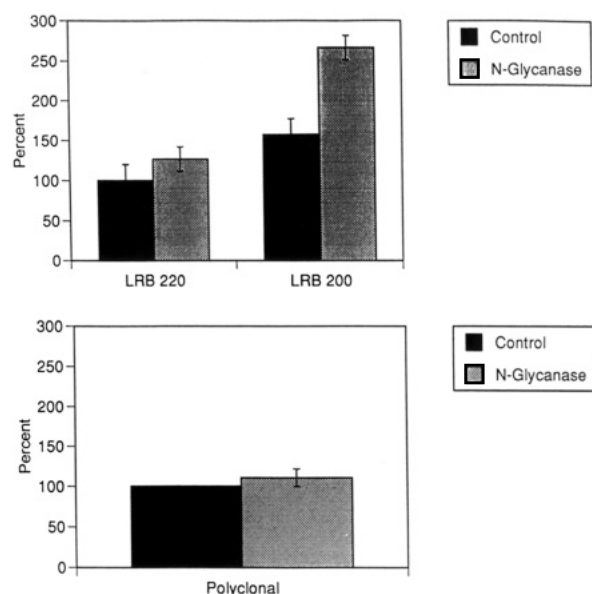 300
250
200
150
100
50
0
Percent
LRB 220
LRB 200
Control
N-Glycanase
300
250
200
150
100
50
0
Percent
Polyclonal
Control
N-Glycanase